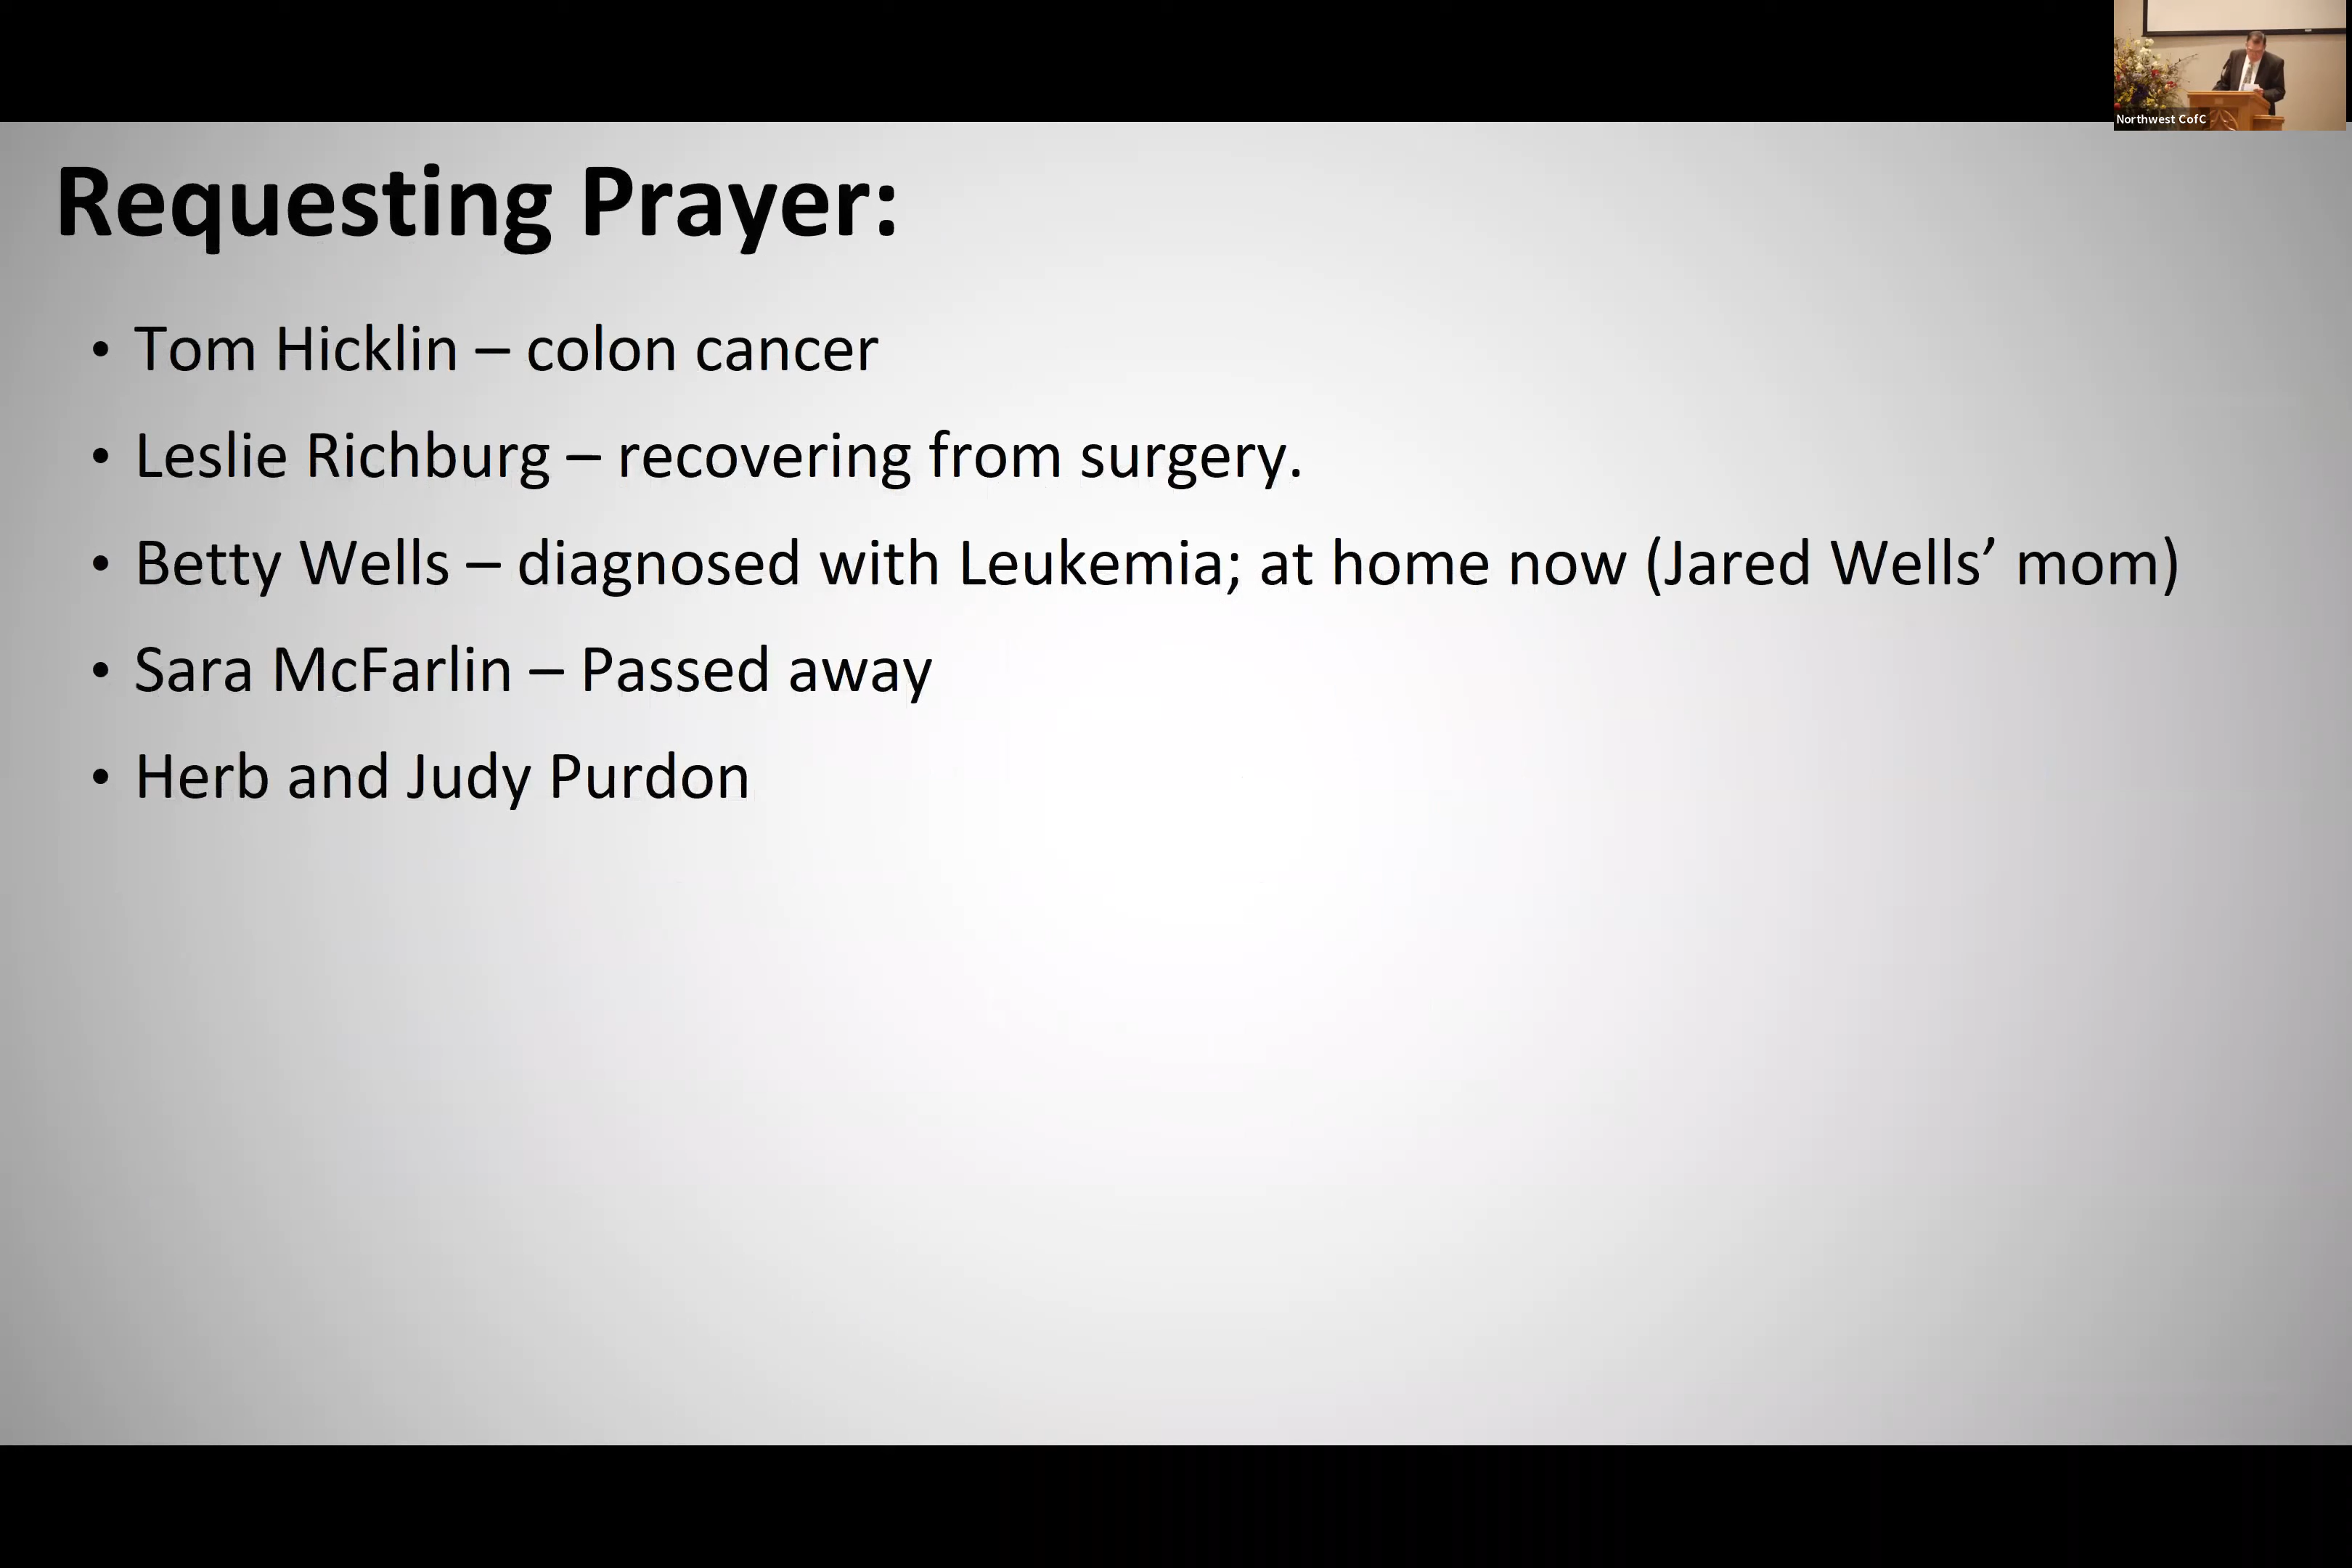 Northwest CofC
Requesting Prayer:
• Tom Hicklin – colon cancer
• Leslie Richburg – recovering from surgery.
• Betty Wells – diagnosed with Leukemia; at home now (Jared Wells’ mom)
• Sara McFarlin – Passed away
• Herb and Judy Purdon